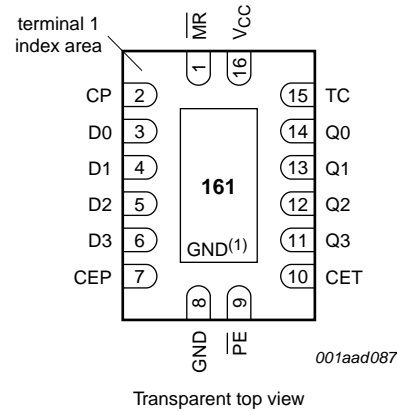 terminal 1
index area
M̅R̅
VCC
1
16
CP 2
15 TC
D0 3
14 Q0
D1 4
13 Q1
D2 5
12 Q2
D3 6
11 Q3
CEP 7
10 CET
161
GND(1)
8
9
GND
P̅E̅
001aad087
Transparent top view